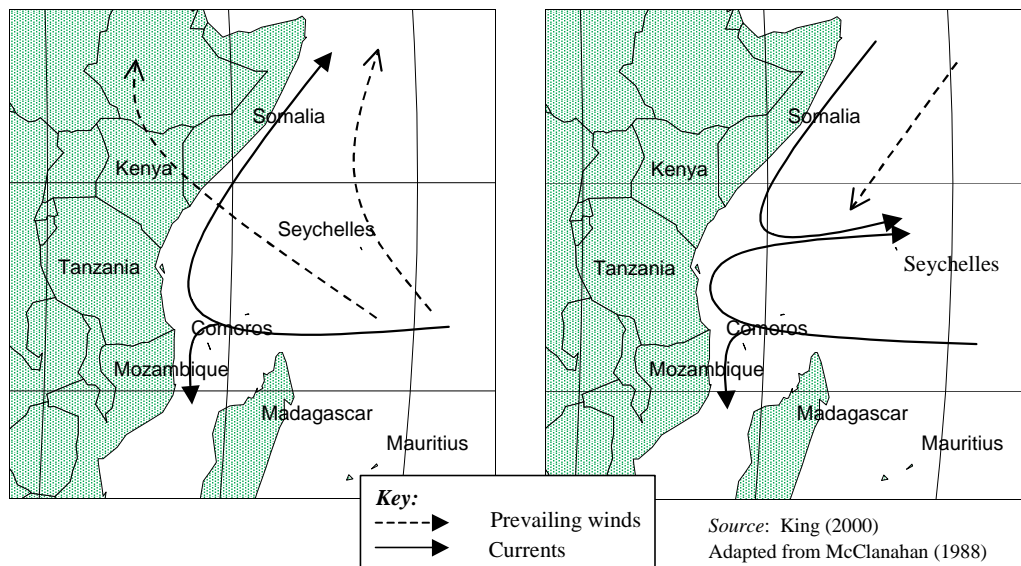 Somalia
Kenya
Seychelles
Tanzania
Comoros
Mozambique
Madagascar
Mauritius
Somalia
Kenya
Tanzania
Seychelles
Comoros
Mozambique
Madagascar
Mauritius
Key:
Prevailing winds
Currents
Source: King (2000)
Adapted from McClanahan (1988)